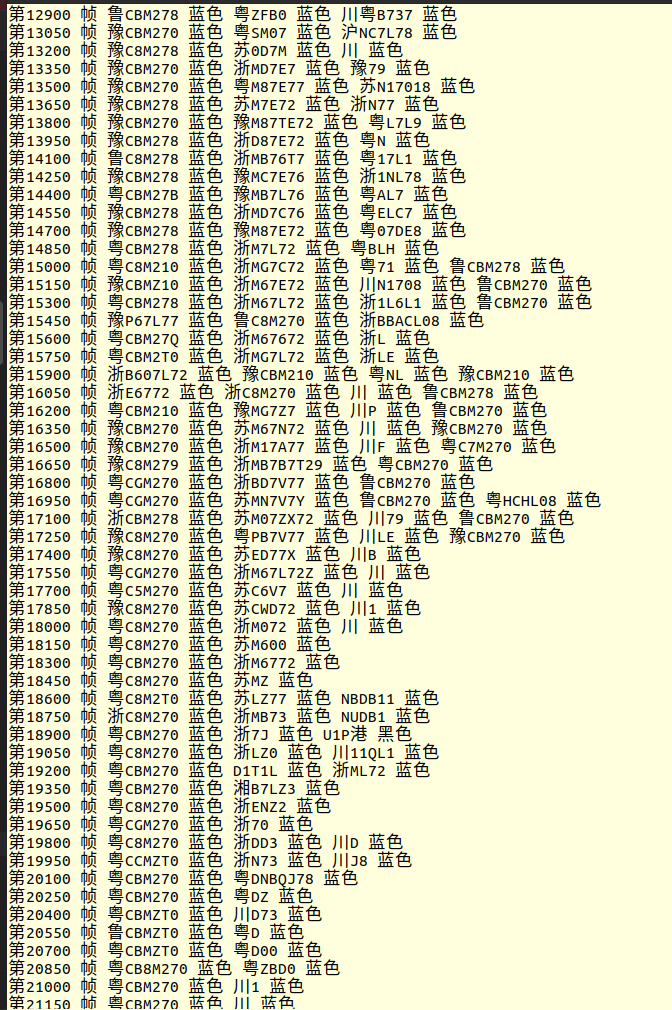 第12900 帧 鲁CBM278 蓝色 粤ZFB0 蓝色 川粤B737 蓝色
第13050 帧 豫CBM278 蓝色 粤SM07 蓝色 沪NC7L78 蓝色
第13200 帧 豫C8M278 蓝色 苏0D7M 蓝色 川 蓝色
第13350 帧 豫CBM270 蓝色 浙MD7E7 蓝色 豫79 蓝色
第13500 帧 豫CBM270 蓝色 粤M87E77 蓝色 苏N17018 蓝色
第13650 帧 豫CBM278 蓝色 苏M7E72 蓝色 浙N77 蓝色
第13800 帧 豫CBM270 蓝色 豫M87TE72 蓝色 粤L7L9 蓝色
第13950 帧 豫CBM278 蓝色 浙D87E72 蓝色 粤N 蓝色
第14100 帧 鲁C8M278 蓝色 浙MB76T7 蓝色 粤17L1 蓝色
第14250 帧 豫CBM278 蓝色 豫MC7E76 蓝色 浙1NL78 蓝色
第14400 帧 粤CBM27B 蓝色 豫MB7L76 蓝色 粤AL7 蓝色
第14550 帧 豫CBM278 蓝色 浙MD7C76 蓝色 粤ELC7 蓝色
第14700 帧 豫CBM278 蓝色 豫M87E72 蓝色 粤07DE8 蓝色
第14850 帧 粤CBM278 蓝色 浙M7L72 蓝色 粤BLH 蓝色
第15000 帧 粤C8M210 蓝色 浙MG7C72 蓝色 粤71 蓝色 鲁CBM278 蓝色
第15150 帧 豫CBMZ10 蓝色 浙M67E72 蓝色 川N1708 蓝色 鲁CBM270 蓝色
第15300 帧 粤CBM278 蓝色 浙M67L72 蓝色 浙1L6L1 蓝色 鲁CBM270 蓝色
第15450 帧 豫P67L77 蓝色 鲁C8M270 蓝色 浙BBACL08 蓝色
第15600 帧 粤CBM27Q 蓝色 浙M67672 蓝色 浙L 蓝色
第15750 帧 粤CBM2T0 蓝色 浙MG7L72 蓝色 浙LE 蓝色
第15900 帧 浙B607L72 蓝色 豫CBM210 蓝色 粤NL 蓝色 豫CBM210 蓝色
第16050 帧 浙E6772 蓝色 浙C8M270 蓝色 川 蓝色 鲁CBM278 蓝色
第16200 帧 粤CBM210 蓝色 豫MG7Z7 蓝色 川P 蓝色 鲁CBM270 蓝色
第16350 帧 豫CBM270 蓝色 苏M67N72 蓝色 川 蓝色 豫CBM270 蓝色
第16500 帧 豫CBM270 蓝色 浙M17A77 蓝色 川F 蓝色 粤C7M270 蓝色
第16650 帧 豫C8M279 蓝色 浙MB7B7T29 蓝色 粤CBM270 蓝色
第16800 帧 粤CGM270 蓝色 浙BD7V77 蓝色 鲁CBM270 蓝色
第16950 帧 粤CGM270 蓝色 苏MN7V7Y 蓝色 鲁CBM270 蓝色 粤HCHL08 蓝色
第17100 帧 浙CBM278 蓝色 苏M07ZX72 蓝色 川79 蓝色 鲁CBM270 蓝色
第17250 帧 豫C8M270 蓝色 粤PB7V77 蓝色 川LE 蓝色 豫CBM270 蓝色
第17400 帧 豫C8M270 蓝色 苏ED77X 蓝色 川B 蓝色
第17550 帧 粤CGM270 蓝色 浙M67L72Z 蓝色 川 蓝色
第17700 帧 粤C5M270 蓝色 苏C6V7 蓝色 川 蓝色
第17850 帧 豫C8M270 蓝色 苏CWD72 蓝色 川1 蓝色
第18000 帧 粤C8M270 蓝色 浙M072 蓝色 川 蓝色
第18150 帧 粤C8M270 蓝色 苏M600 蓝色
第18300 帧 粤CBM270 蓝色 浙M6772 蓝色
第18450 帧 粤C8M270 蓝色 苏MZ 蓝色
第18600 帧 粤C8M2T0 蓝色 苏LZ77 蓝色 NBDB11 蓝色
第18750 帧 浙C8M270 蓝色 浙MB73 蓝色 NUDB1 蓝色
第18900 帧 粤CBM270 蓝色 浙7J 蓝色 U1P港 黑色
第19050 帧 粤C8M270 蓝色 浙LZ0 蓝色 川11QL1 蓝色
第19200 帧 粤CBM270 蓝色 D1T1L 蓝色 浙ML72 蓝色
第19350 帧 粤CBM270 蓝色 湘B7LZ3 蓝色
第19500 帧 粤C8M270 蓝色 浙ENZ2 蓝色
第19650 帧 粤CGM270 蓝色 浙70 蓝色
第19800 帧 粤C8M270 蓝色 浙DD3 蓝色 川D 蓝色
第19950 帧 粤CCMZT0 蓝色 浙N73 蓝色 川J8 蓝色
第20100 帧 粤CBM270 蓝色 粤DNBQJ78 蓝色
第20250 帧 粤CBM270 蓝色 粤DZ 蓝色
第20400 帧 粤CBMZT0 蓝色 川D73 蓝色
第20550 帧 鲁CBMZT0 蓝色 粤D 蓝色
第20700 帧 粤CBMZT0 蓝色 粤D00 蓝色
第20850 帧 粤CB8M270 蓝色 粤ZBD0 蓝色
第21000 帧 粤CBM270 蓝色 川1 蓝色
第21150 帧 粤CBM270 蓝色 川 蓝色